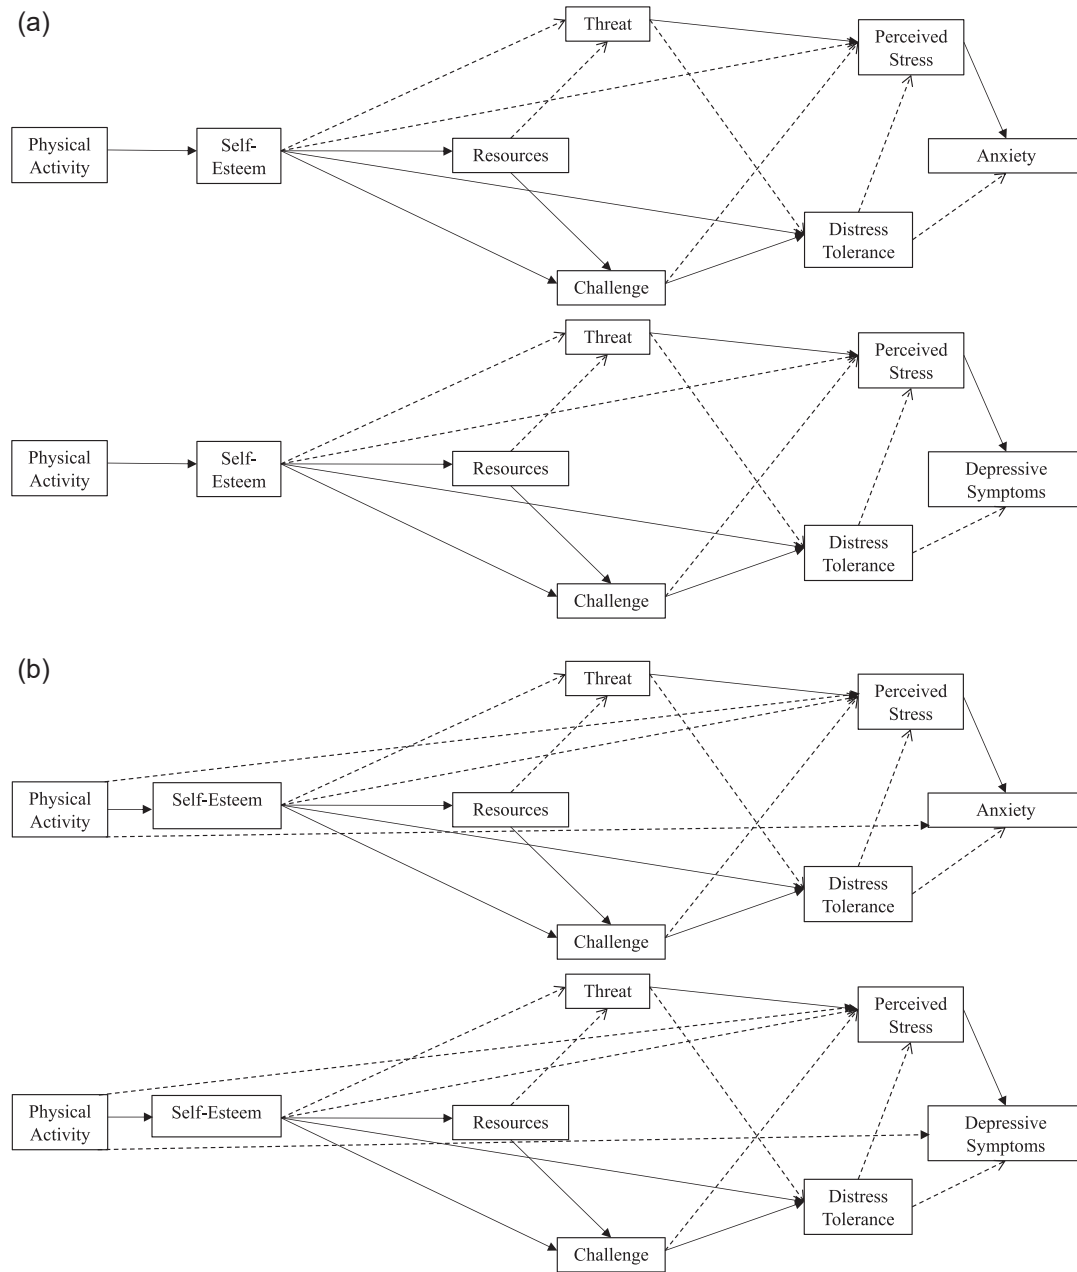 (a)
Threat
Perceived
Stress
Physical
Activity
Self-
Esteem
Resources
Anxiety
Distress
Tolerance
Challenge
Threat
Perceived
Stress
Physical
Activity
Self-
Esteem
Resources
Depressive
Symptoms
Distress
Tolerance
Challenge
(b)
Threat
Perceived
Stress
Physical
Activity
Self-Esteem
Resources
Anxiety
Distress
Tolerance
Challenge
Threat
Perceived
Stress
Physical
Activity
Self-Esteem
Resources
Depressive
Symptoms
Distress
Tolerance
Challenge